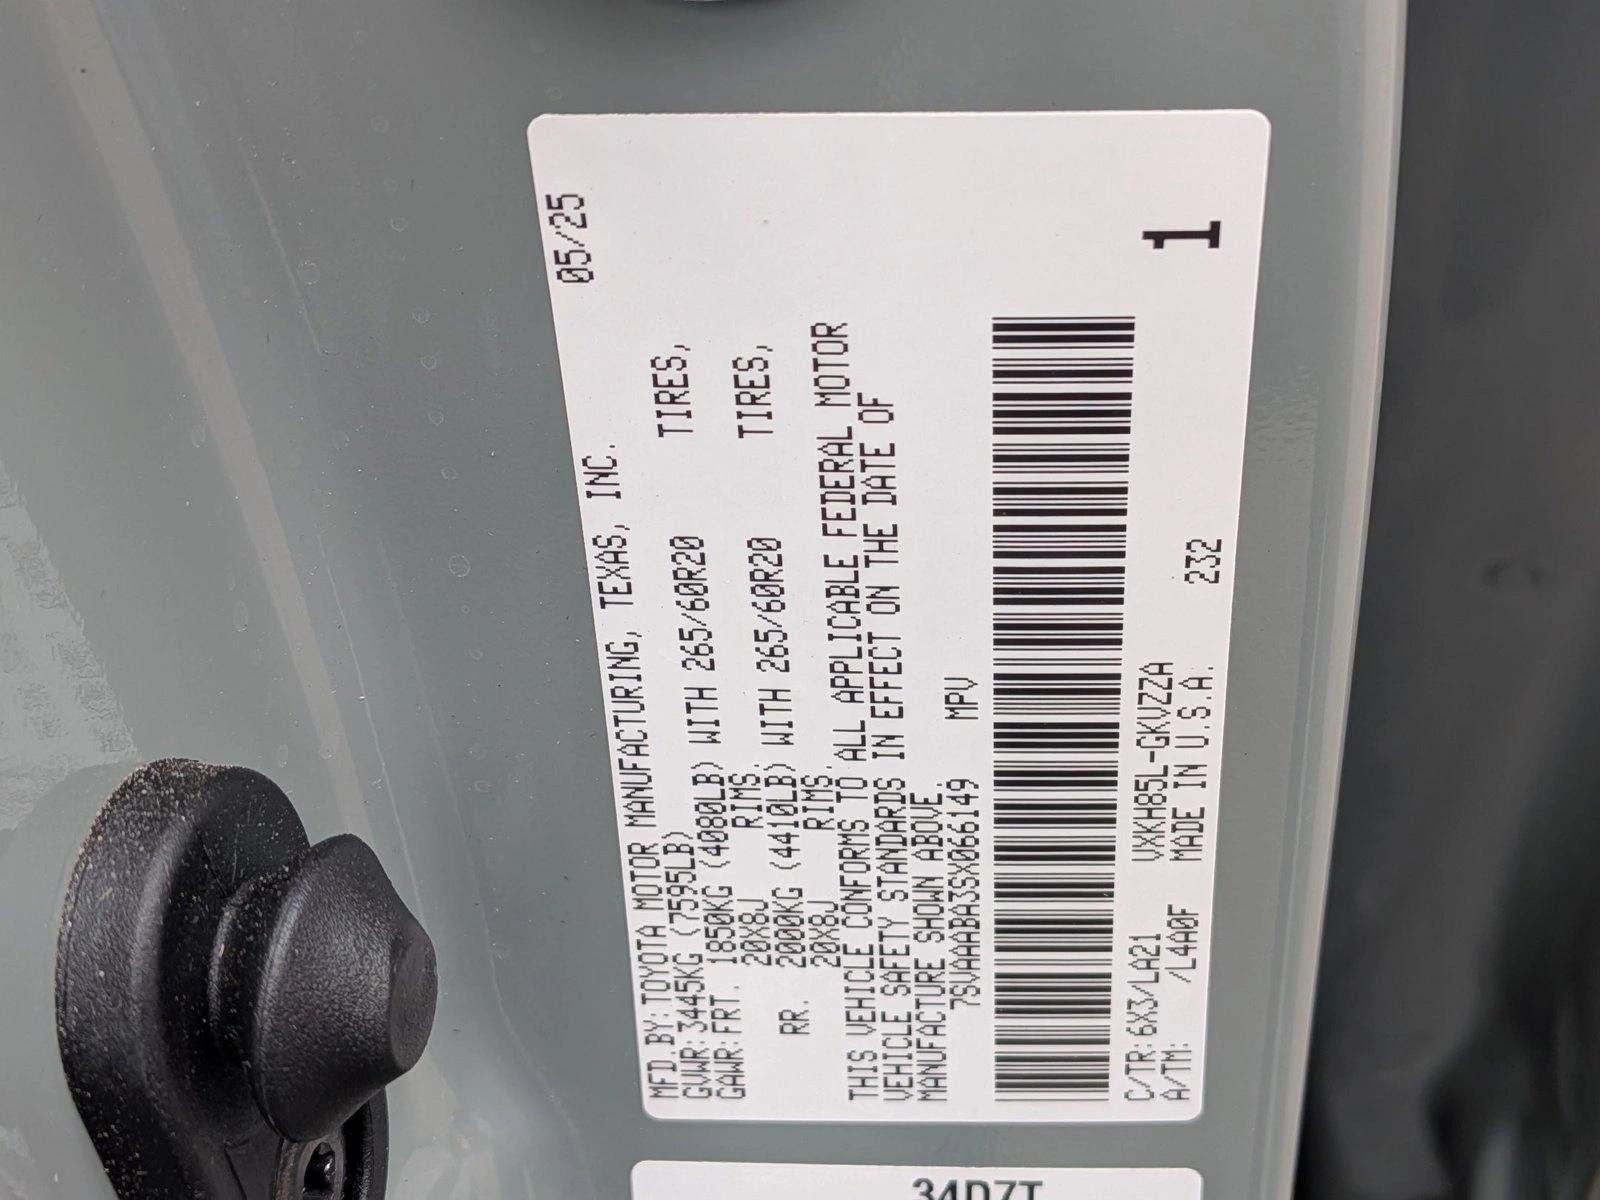 MFD.BY:TOYOTA MOTOR MANUFACTURING, TEXAS, INC. 05/25
GVWR:3445KG (7595LB)
GAWR:FRT. 1850KG (4080LB) WITH 265/60R20 TIRES,
20X8J RIMS.
RR. 2000KG (4410LB) WITH 265/60R20 TIRES,
20X8J RIMS.
THIS VEHICLE CONFORMS TO ALL APPLICABLE FEDERAL MOTOR
VEHICLE SAFETY STANDARDS IN EFFECT ON THE DATE OF
MANUFACTURE SHOWN ABOVE.
7SVAAABA3SX066149 MPV
C/TR:6X3/LA21 VXKH85L-GKVZZA
A/TM: /L4A0F MADE IN U.S.A. 232 1
34D7T